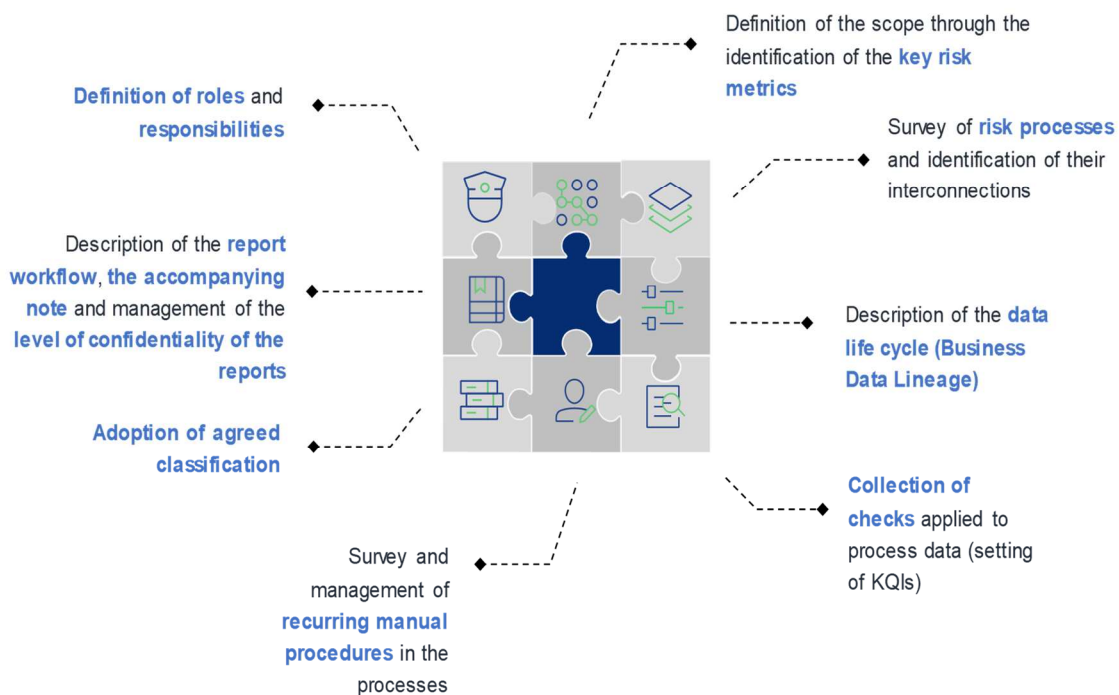 Definition of the scope through the
identification of the key risk
metrics
Definition of roles and
responsibilities
Survey of risk processes
and identification of their
interconnections
Description of the report
workflow, the accompanying
note and management of the
level of confidentiality of the
reports
Description of the data
life cycle (Business
Data Lineage)
Adoption of agreed
classification
Collection of
checks applied to
process data (setting
of KQIs)
Survey and
management of
recurring manual
procedures in the
processes